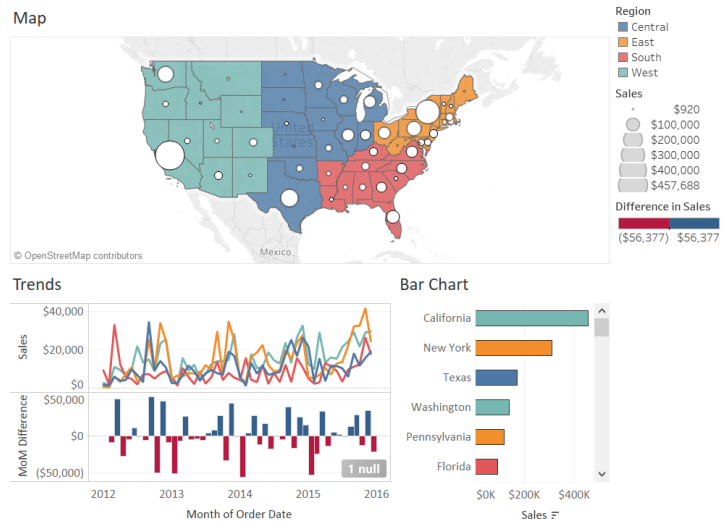 Map
Region
Central
East
South
West
Sales
$920
$100,000
$200,000
$300,000
$400,000
$457,688
Difference in Sales
($56,377) $56,377
United
States
Mexico
© OpenStreetMap contributors
Trends
Sales
$40,000
$20,000
$0
MoM Difference
$50,000
$0
($50,000)
1 null
2012 2013 2014 2015 2016
Month of Order Date
Bar Chart
California
New York
Texas
Washington
Pennsylvania
Florida
$0K $200K $400K
Sales